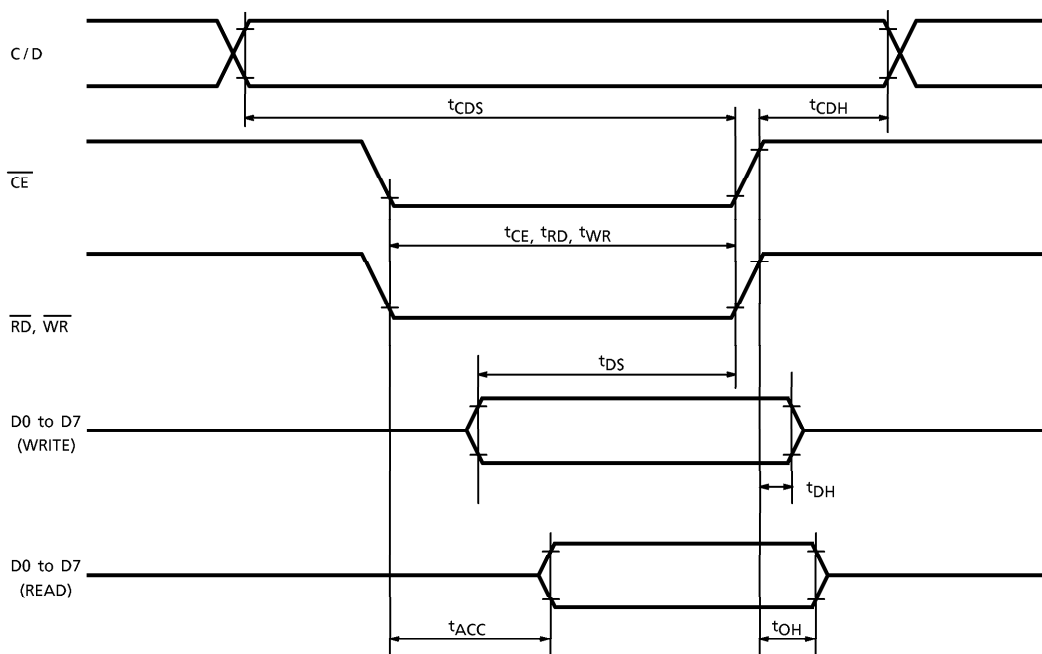 C/D
tCDS
tCDH
CE
tCE, tRD, tWR
RD, WR
tDS
D0 to D7
(WRITE)
tDH
D0 to D7
(READ)
tACC
tOH